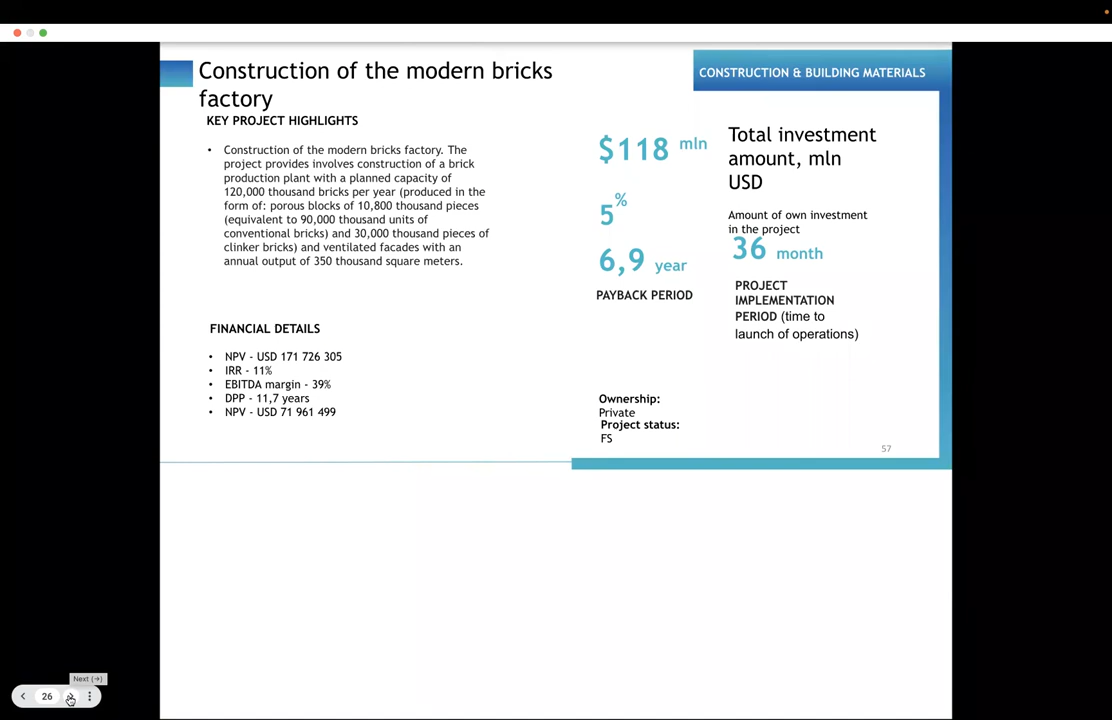 Construction of the modern bricks
factory
CONSTRUCTION & BUILDING MATERIALS
KEY PROJECT HIGHLIGHTS
• Construction of the modern bricks factory. The
project provides involves construction of a brick
production plant with a planned capacity of
120,000 thousand bricks per year (produced in the
form of: porous blocks of 10,800 thousand pieces
(equivalent to 90,000 thousand units of
conventional bricks) and 30,000 thousand pieces of
clinker bricks) and ventilated facades with an
annual output of 350 thousand square meters.
FINANCIAL DETAILS
• NPV - USD 171 726 305
• IRR - 11%
• EBITDA margin - 39%
• DPP - 11,7 years
• NPV - USD 71 961 499
$118 mln
5%
6,9 year
PAYBACK PERIOD
Total investment
amount, mln
USD
Amount of own investment
in the project
36 month
PROJECT
IMPLEMENTATION
PERIOD (time to
launch of operations)
Ownership:
Private
Project status:
FS
57
Next (→)
26